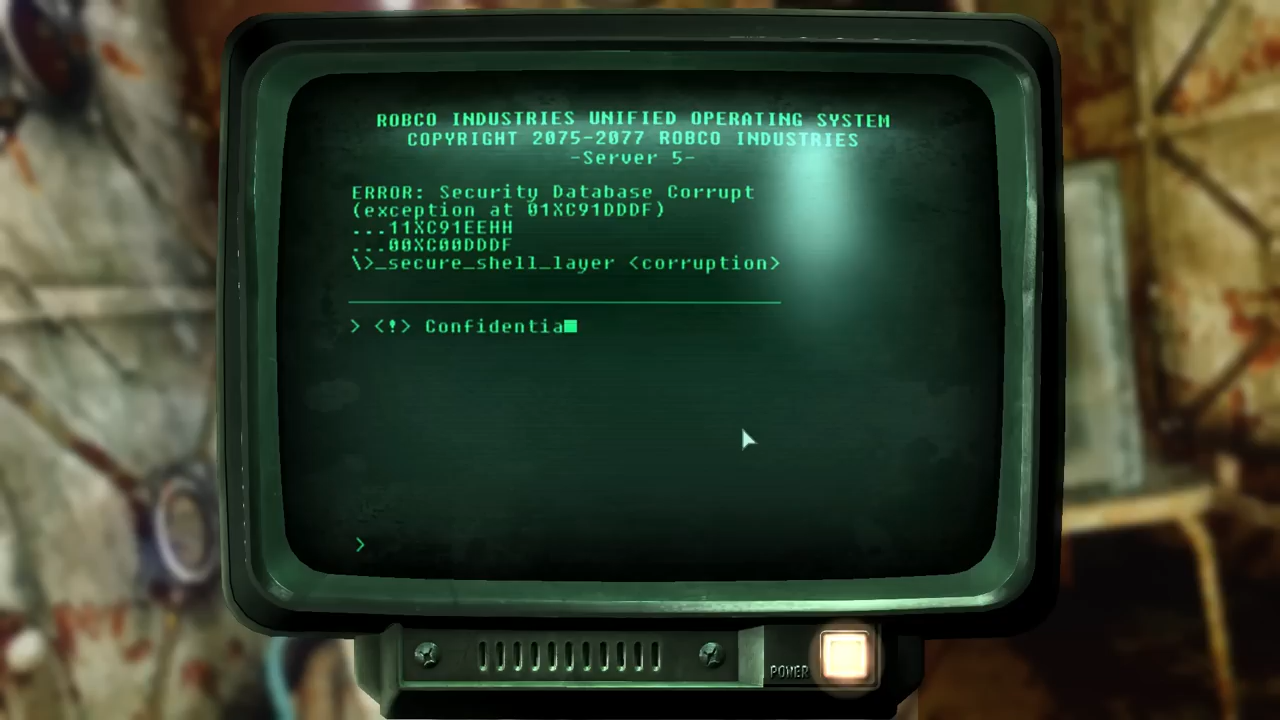 ROBCO INDUSTRIES UNIFIED OPERATING SYSTEM
COPYRIGHT 2075-2077 ROBCO INDUSTRIES
-Server 5-
ERROR: Security Database Corrupt
(exception at 01XC91DDDF)
...11XC91EEHH
...00XC00DDDF
\>_secure_shell_layer <corruption>
> <!> Confidentia
>
POWER